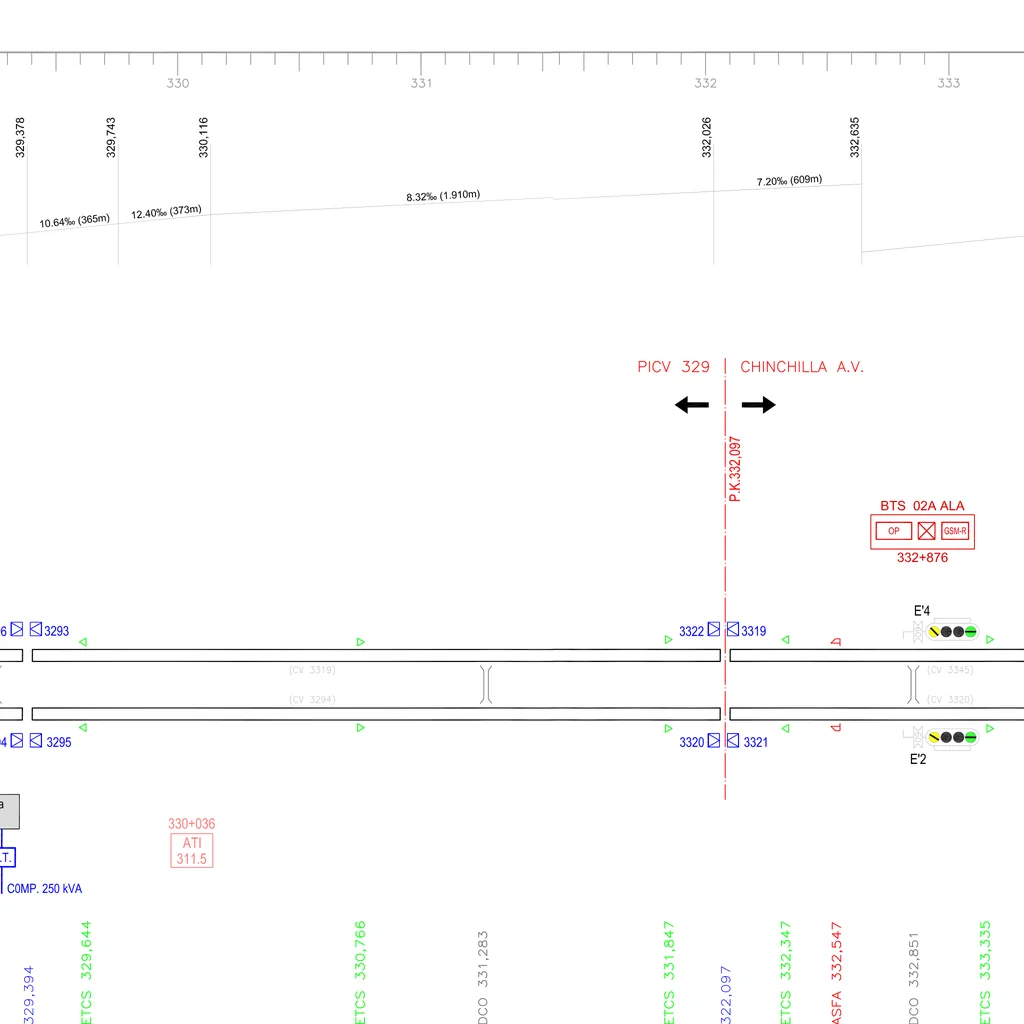 330 331 332 333
329,378
329,743
330,116
332,026
332,635
10.64‰ (365m)
12.40‰ (373m)
8.32‰ (1.910m)
7.20‰ (609m)
PICV 329 CHINCHILLA A.V.
P.K.332,097
BTS 02A ALA
OP GSM-R
332+876
E'4
6 3293 3322 3319
(CV 3319) (CV 3345)
(CV 3294) (CV 3320)
4 3295 3320 3321
E'2
a
330+036
ATI
311.5
.T.
C0MP. 250 kVA
329,394
ETCS 329,644
ETCS 330,766
DCO 331,283
ETCS 331,847
322,097
ETCS 332,347
ASFA 332,547
DCO 332,851
ETCS 333,335